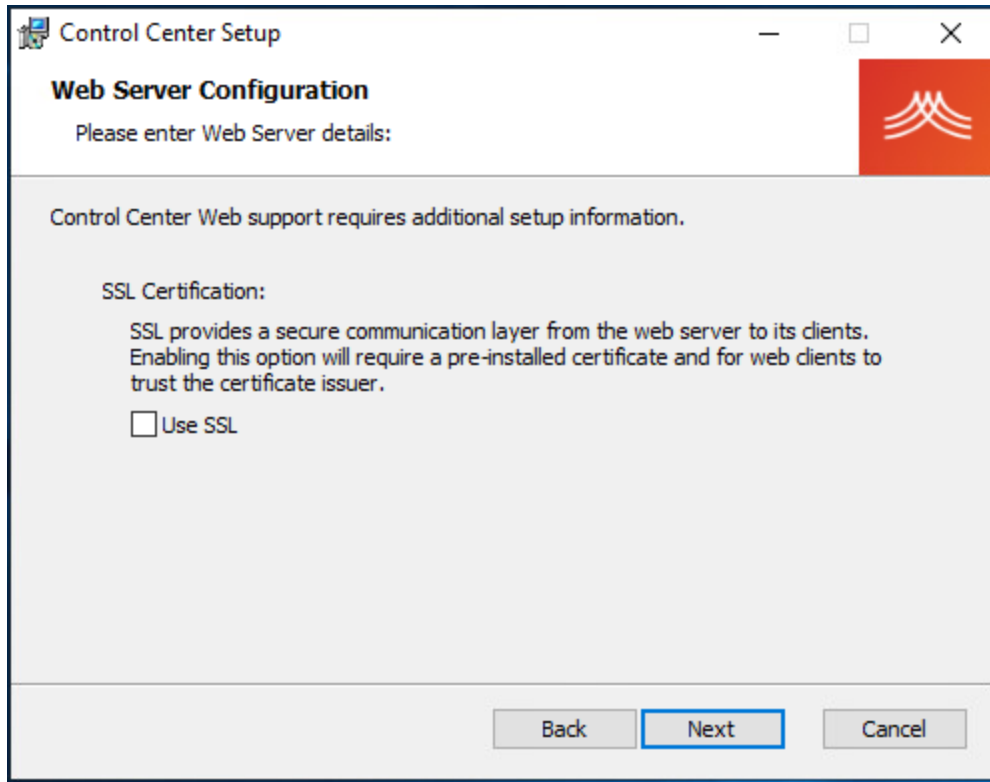 Control Center Setup
Web Server Configuration
Please enter Web Server details:
Control Center Web support requires additional setup information.
SSL Certification:
SSL provides a secure communication layer from the web server to its clients.
Enabling this option will require a pre-installed certificate and for web clients to
trust the certificate issuer.
Use SSL
Back Next Cancel